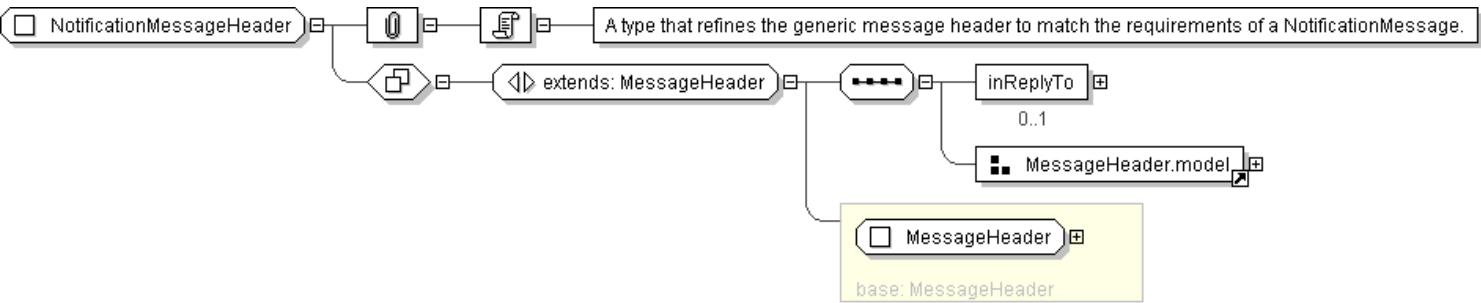 NotificationMessageHeader
A type that refines the generic message header to match the requirements of a NotificationMessage.
extends: MessageHeader
inReplyTo
0..1
MessageHeader.model
MessageHeader
base: MessageHeader